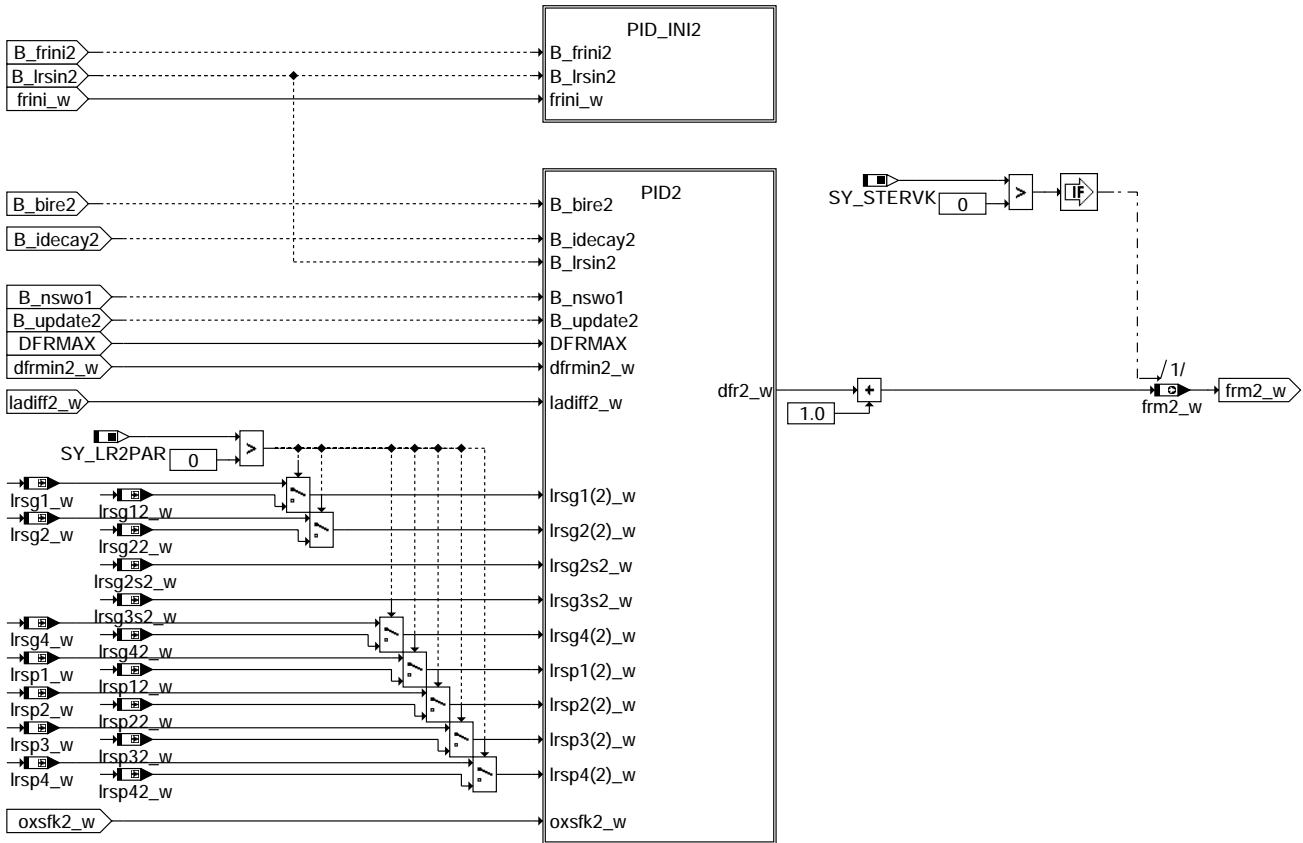 PID_INI2
B_frini2
B_frini2
B_lrsin2
B_lrsin2
frini_w
frini_w
PID2
SY_STERVK
0
>
IF
B_bire2
B_bire2
B_idecay2
B_idecay2
B_lrsin2
B_nswo1
B_nswo1
B_update2
B_update2
DFRMAX
DFRMAX
dfrmin2_w
dfrmin2_w
/1/
dfr2_w
+
frm2_w
frm2_w
1.0
ladiff2_w
ladiff2_w
SY_LR2PAR
0
>
lrsg1_w
lrsg12_w
lrsg1(2)_w
lrsg2_w
lrsg22_w
lrsg2(2)_w
lrsg2s2_w
lrsg2s2_w
lrsg3s2_w
lrsg3s2_w
lrsg4_w
lrsg42_w
lrsg4(2)_w
lrsp1_w
lrsp12_w
lrsp1(2)_w
lrsp2_w
lrsp22_w
lrsp2(2)_w
lrsp3_w
lrsp32_w
lrsp3(2)_w
lrsp4_w
lrsp42_w
lrsp4(2)_w
oxsfk2_w
oxsfk2_w